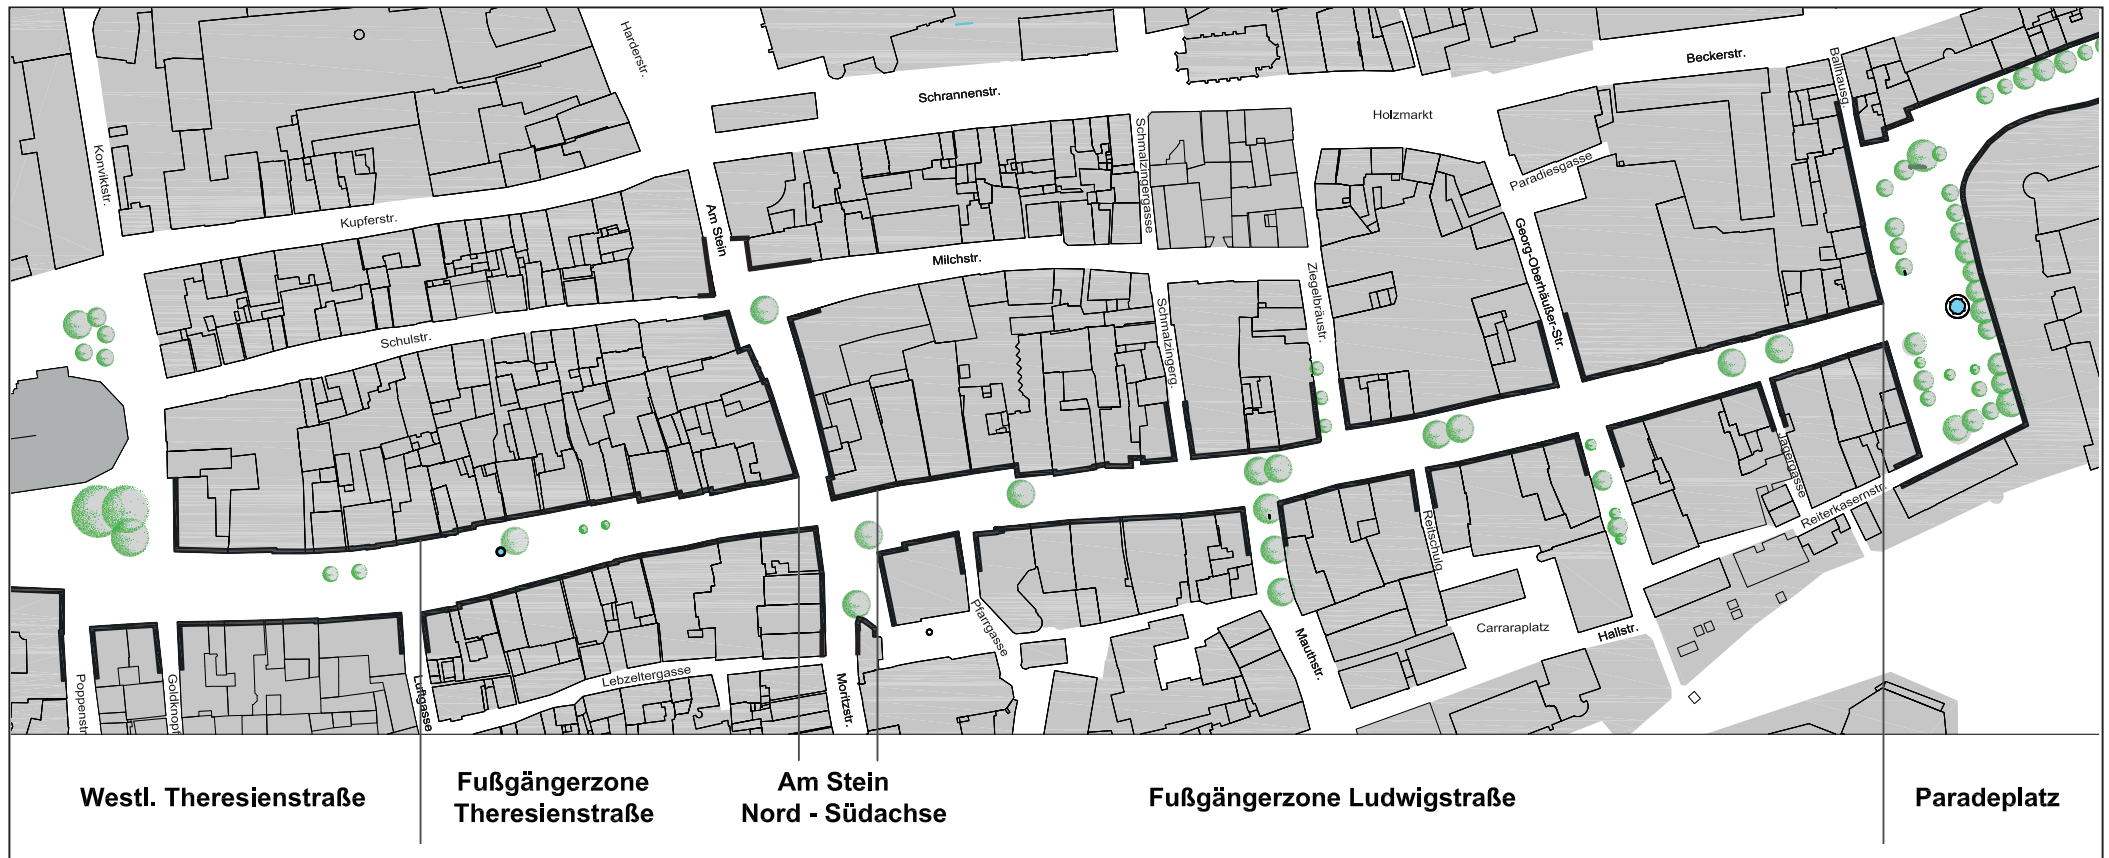 Harderstr.
Beckerstr.
Ballhausg.
Schrannenstr.
Holzmarkt
Konviktstr.
Schmalzingergasse
Paradiesgasse
Kupferstr.
Am Stein
Milchstr.
Georg-Oberhäußer-Str.
Ziegelbräustr.
Schulstr.
Schmalzingerg.
Jägergasse
Reiterkasernstr.
Reitschulg.
Pfarrgasse
Carraraplatz
Hallstr.
Mauthstr.
Lebzeltergasse
Poppenstr
Goldknopf
Luftgasse
Moritzstr.
Westl. Theresienstraße
Fußgängerzone
Theresienstraße
Am Stein
Nord - Südachse
Fußgängerzone Ludwigstraße
Paradeplatz